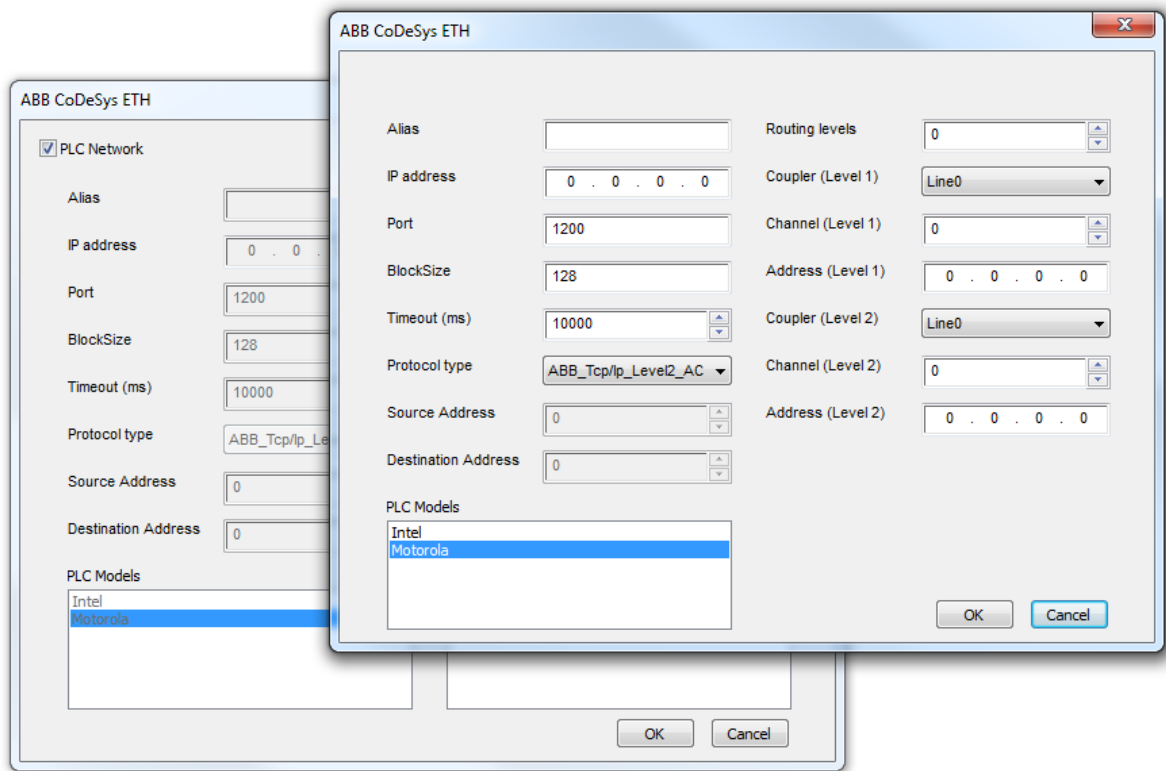 ABB CoDeSys ETH
Alias
Routing levels
0
IP address
0 . 0 . 0 . 0
Coupler (Level 1)
Line0
Port
1200
Channel (Level 1)
0
BlockSize
128
Address (Level 1)
0 . 0 . 0 . 0
Timeout (ms)
10000
Coupler (Level 2)
Line0
Protocol type
ABB_Tcp/Ip_Level2_AC
Channel (Level 2)
0
Source Address
0
Address (Level 2)
0 . 0 . 0 . 0
Destination Address
0
PLC Models
Intel
Motorola
OK
Cancel
ABB CoDeSys ETH
PLC Network
Alias
IP address
0 . 0 .
Port
1200
BlockSize
128
Timeout (ms)
10000
Protocol type
ABB_Tcp/Ip_Le
Source Address
0
Destination Address
0
PLC Models
Intel
Motorola
OK
Cancel